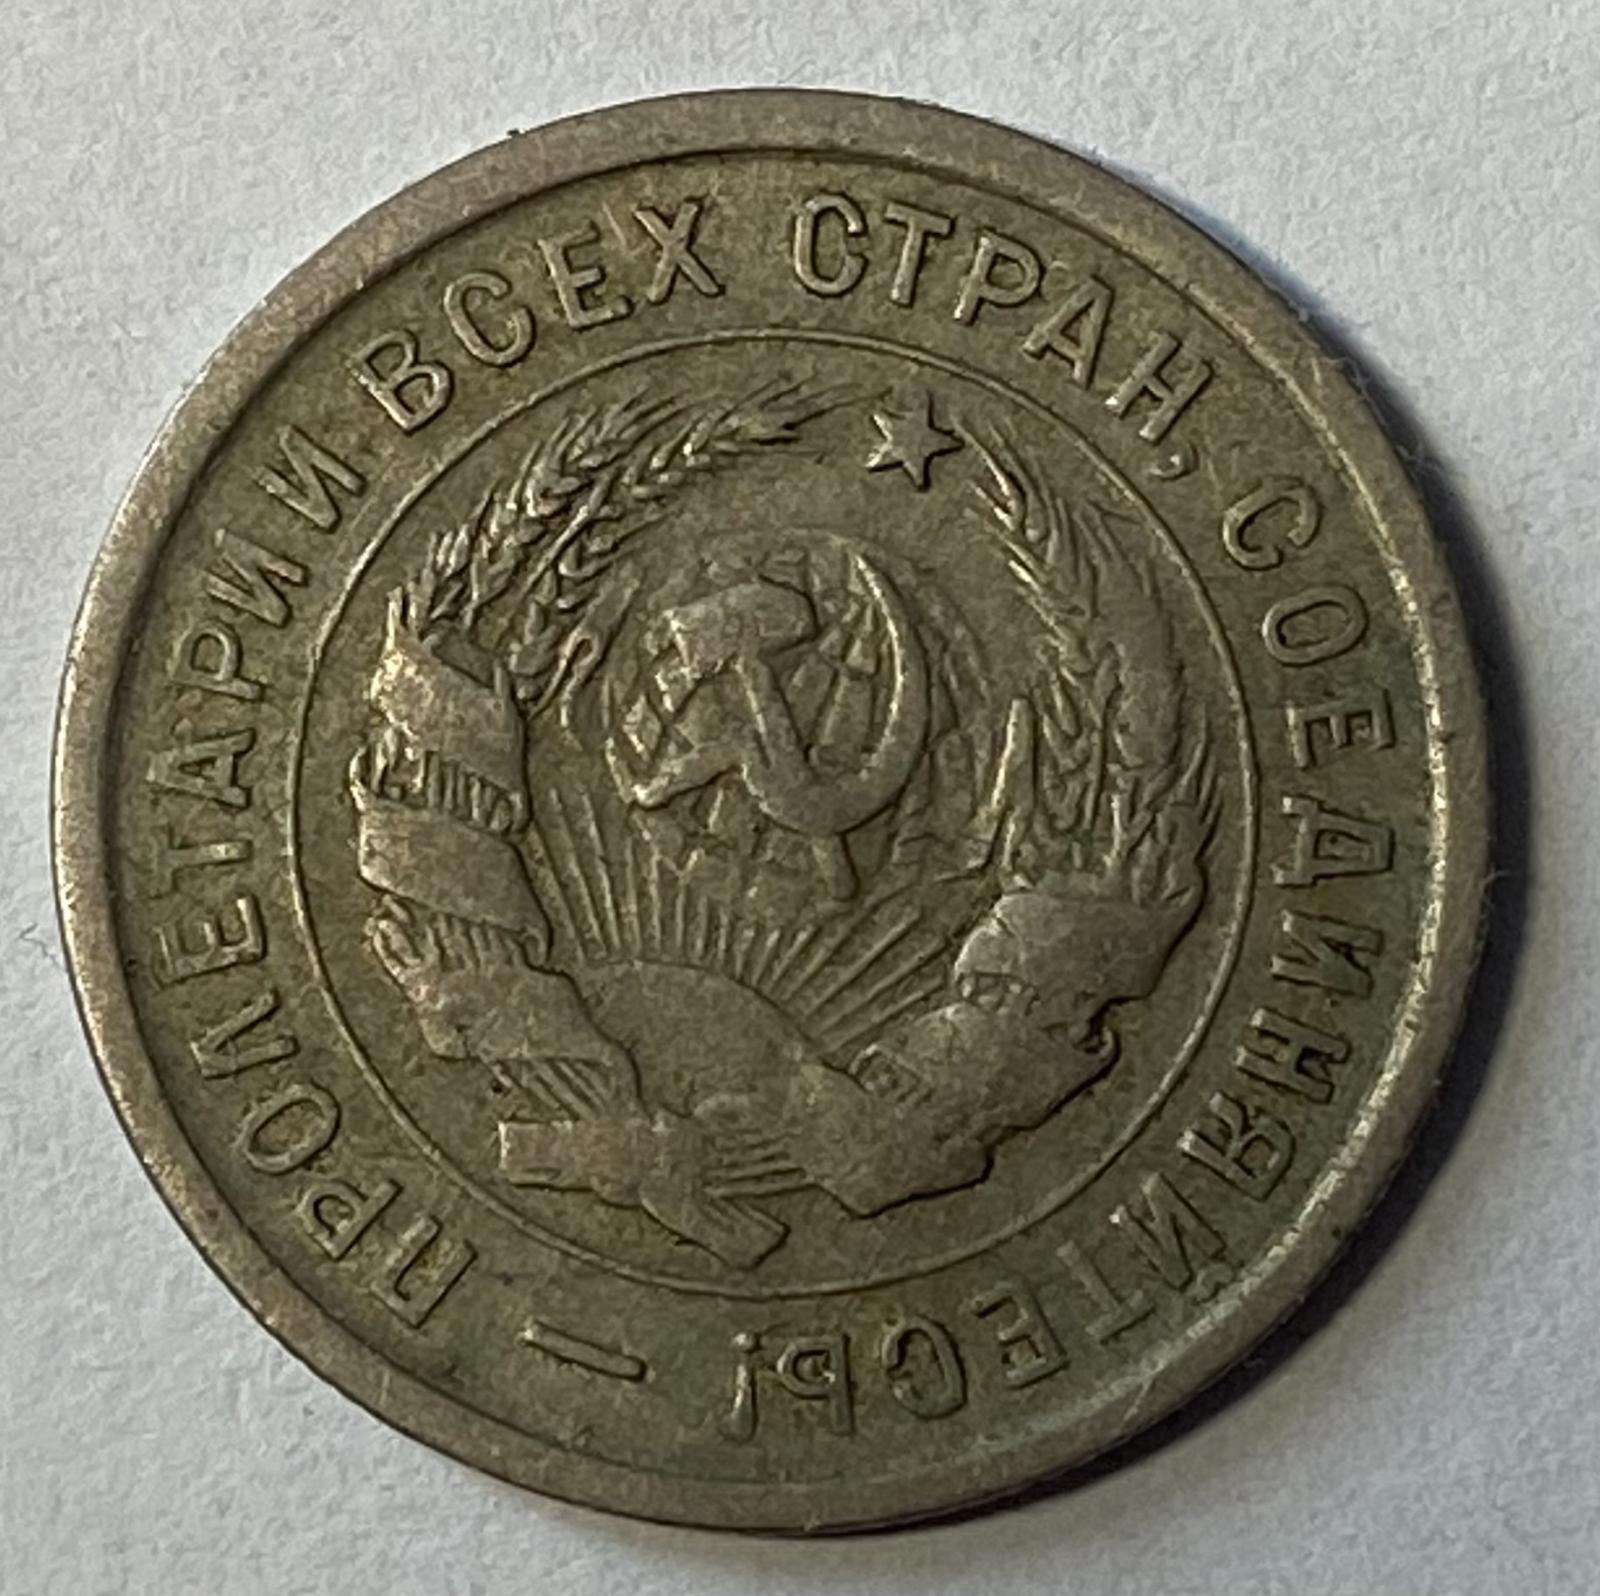 ПРОЛЕТАРИИ ВСЕХ СТРАН, СОЕДИНЯЙТЕСЬ! —